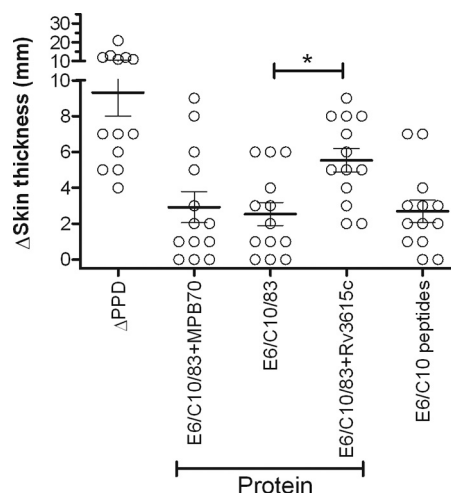 ΔSkin thickness (mm)
30
20
10
10
8
6
4
2
0
*
ΔPPD
E6/C10/83+MPB70
E6/C10/83
E6/C10/83+Rv3615c
E6/C10 peptides
Protein